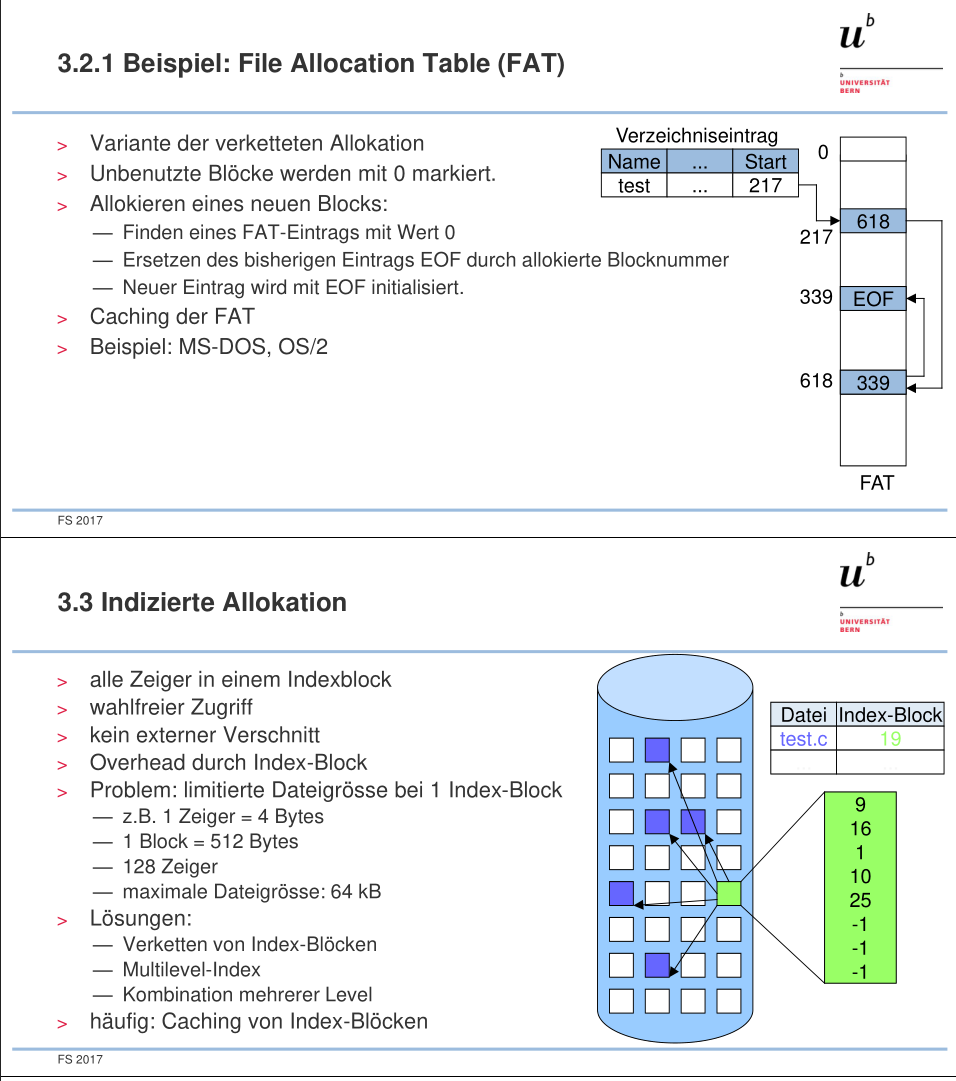 3.2.1 Beispiel: File Allocation Table (FAT)
u b
b
UNIVERSITÄT
BERN
> Variante der verketteten Allokation
> Unbenutzte Blöcke werden mit 0 markiert.
> Allokieren eines neuen Blocks:
— Finden eines FAT-Eintrags mit Wert 0
— Ersetzen des bisherigen Eintrags EOF durch allokierte Blocknummer
— Neuer Eintrag wird mit EOF initialisiert.
> Caching der FAT
> Beispiel: MS-DOS, OS/2
Verzeichniseintrag
Name ... Start
test ... 217
0
618
217
339 EOF
618 339
FAT
FS 2017
3.3 Indizierte Allokation
u b
b
UNIVERSITÄT
BERN
> alle Zeiger in einem Indexblock
> wahlfreier Zugriff
> kein externer Verschnitt
> Overhead durch Index-Block
> Problem: limitierte Dateigrösse bei 1 Index-Block
— z.B. 1 Zeiger = 4 Bytes
— 1 Block = 512 Bytes
— 128 Zeiger
— maximale Dateigrösse: 64 kB
> Lösungen:
— Verketten von Index-Blöcken
— Multilevel-Index
— Kombination mehrerer Level
> häufig: Caching von Index-Blöcken
Datei Index-Block
test.c 19
9
16
1
10
25
-1
-1
-1
FS 2017